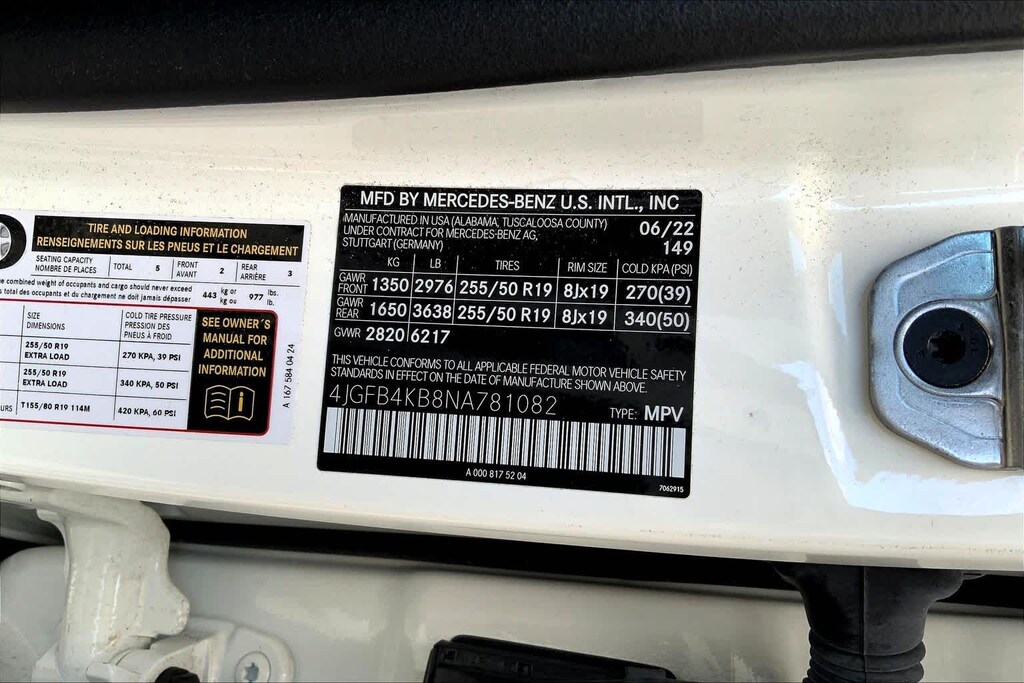 TIRE AND LOADING INFORMATION
RENSEIGNEMENTS SUR LES PNEUS ET LE CHARGEMENT
SEATING CAPACITY TOTAL 5 FRONT 2 REAR 3
NOMBRE DE PLACES AVANT ARRIÈRE
combined weight of occupants and cargo should never exceed 443 kg or 977 lbs.
total des occupants et du chargement ne doit jamais dépasser kg ou lb.
SIZE COLD TIRE PRESSURE
DIMENSIONS PRESSION DES
PNEUS À FROID
255/50 R19 270 KPA, 39 PSI
EXTRA LOAD
255/50 R19 340 KPA, 50 PSI
EXTRA LOAD
T155/80 R19 114M 420 KPA, 60 PSI
SEE OWNER´S
MANUAL FOR
ADDITIONAL
INFORMATION
A 167 584 04 24
MFD BY MERCEDES-BENZ U.S. INTL., INC
MANUFACTURED IN USA (ALABAMA, TUSCALOOSA COUNTY) 06/22
UNDER CONTRACT FOR MERCEDES-BENZ AG,
STUTTGART (GERMANY) 149
KG LB TIRES RIM SIZE COLD KPA (PSI)
GAWR FRONT 1350 2976 255/50 R19 8Jx19 270(39)
GAWR REAR 1650 3638 255/50 R19 8Jx19 340(50)
GVWR 2820 6217
THIS VEHICLE CONFORMS TO ALL APPLICABLE FEDERAL MOTOR VEHICLE SAFETY
STANDARDS IN EFFECT ON THE DATE OF MANUFACTURE SHOWN ABOVE.
4JGFB4KB8NA781082 TYPE: MPV
A 000 817 52 04
7062915